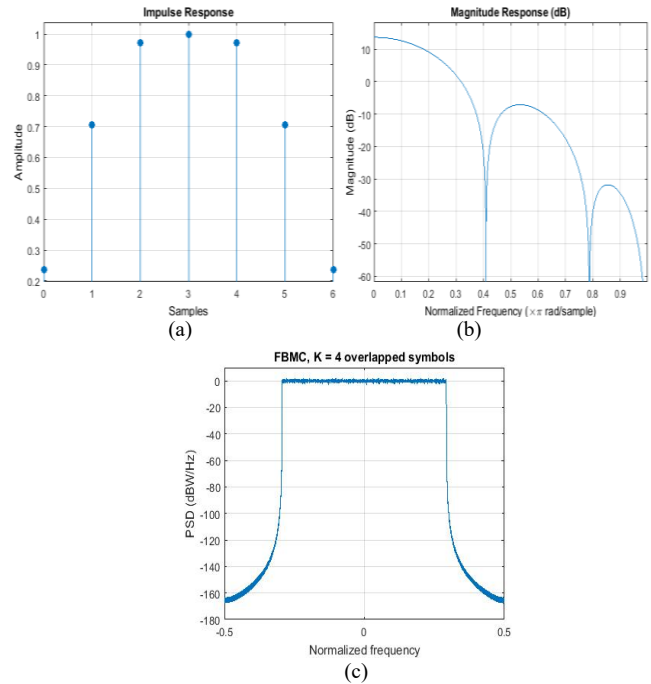 Impulse Response
1
0.9
0.8
0.7
0.6
0.5
0.4
0.3
0.2
Amplitude
0 1 2 3 4 5 6
Samples
(a)
Magnitude Response (dB)
10
0
-10
-20
-30
-40
-50
-60
Magnitude (dB)
0 0.1 0.2 0.3 0.4 0.5 0.6 0.7 0.8 0.9
Normalized Frequency (×π rad/sample)
(b)
FBMC, K = 4 overlapped symbols
0
-20
-40
-60
-80
-100
-120
-140
-160
-180
PSD (dBW/Hz)
-0.5 0 0.5
Normalized frequency
(c)